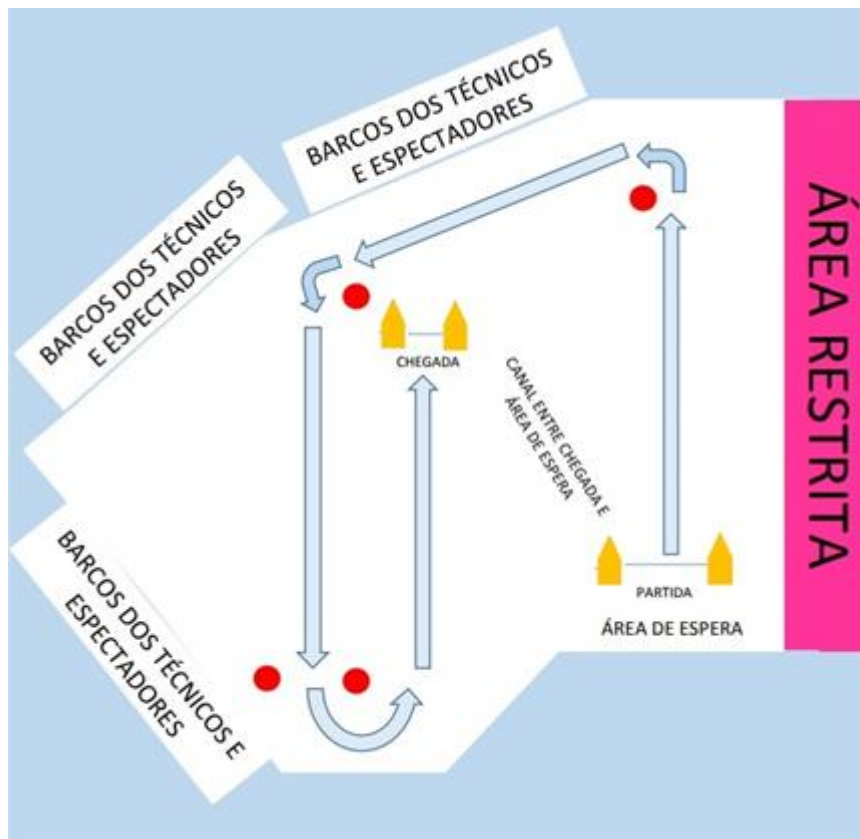 BARCOS DOS TÉCNICOS
E ESPECTADORES
BARCOS DOS TÉCNICOS
E ESPECTADORES
ÁREA RESTRITA
CHEGADA
CANAL ENTRE CHEGADA E
ÁREA DE ESPERA
PARTIDA
ÁREA DE ESPERA
BARCOS DOS TÉCNICOS E
ESPECTADORES